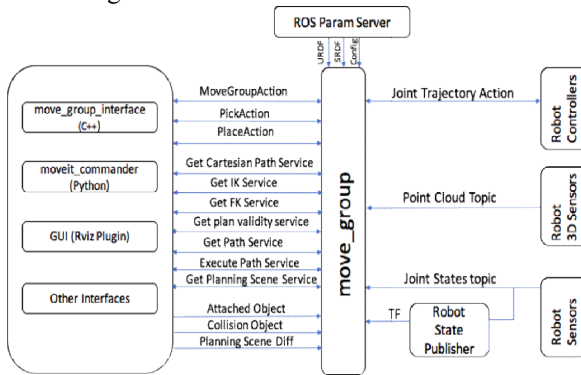 ROS Param Server
URDF
SRDF
Config
move_group_interface
(C++)
moveit_commander
(Python)
GUI (Rviz Plugin)
Other Interfaces
MoveGroupAction
PickAction
PlaceAction
Get Cartesian Path Service
Get IK Service
Get FK Service
Get plan validity service
Get Path Service
Execute Path Service
Get Planning Scene Service
Attached Object
Collision Object
Planning Scene Diff
move_group
Joint Trajectory Action
Point Cloud Topic
Joint States topic
TF
Robot
State
Publisher
Robot
Controllers
Robot
3D Sensors
Robot
Sensors